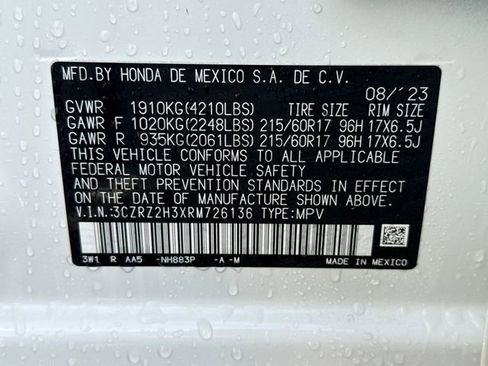 MFD.BY HONDA DE MEXICO S.A. DE C.V.
08/'23
GVWR 1910KG(4210LBS) TIRE SIZE RIM SIZE
GAWR F 1020KG(2248LBS) 215/60R17 96H 17X6.5J
GAWR R 935KG(2061LBS) 215/60R17 96H 17X6.5J
THIS VEHICLE CONFORMS TO ALL APPLICABLE
FEDERAL MOTOR VEHICLE SAFETY
AND THEFT PREVENTION STANDARDS IN EFFECT
ON THE DATE OF MANUFACTURE SHOWN ABOVE.
V.I.N.:3CZRZ2H3XRM726136 TYPE:MPV
3W1 R AA5 -NH883P -A-M
MADE IN
MEXICO